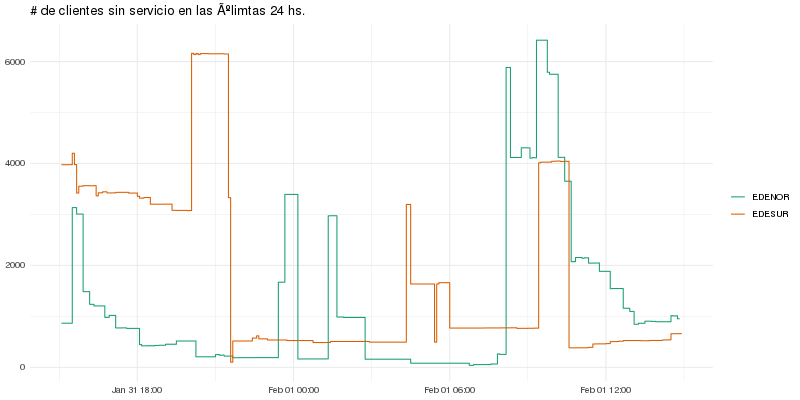 # de clientes sin servicio en las Ãºlimtas 24 hs.
6000
4000
2000
0
EDENOR
EDESUR
Jan 31 18:00
Feb 01 00:00
Feb 01 06:00
Feb 01 12:00